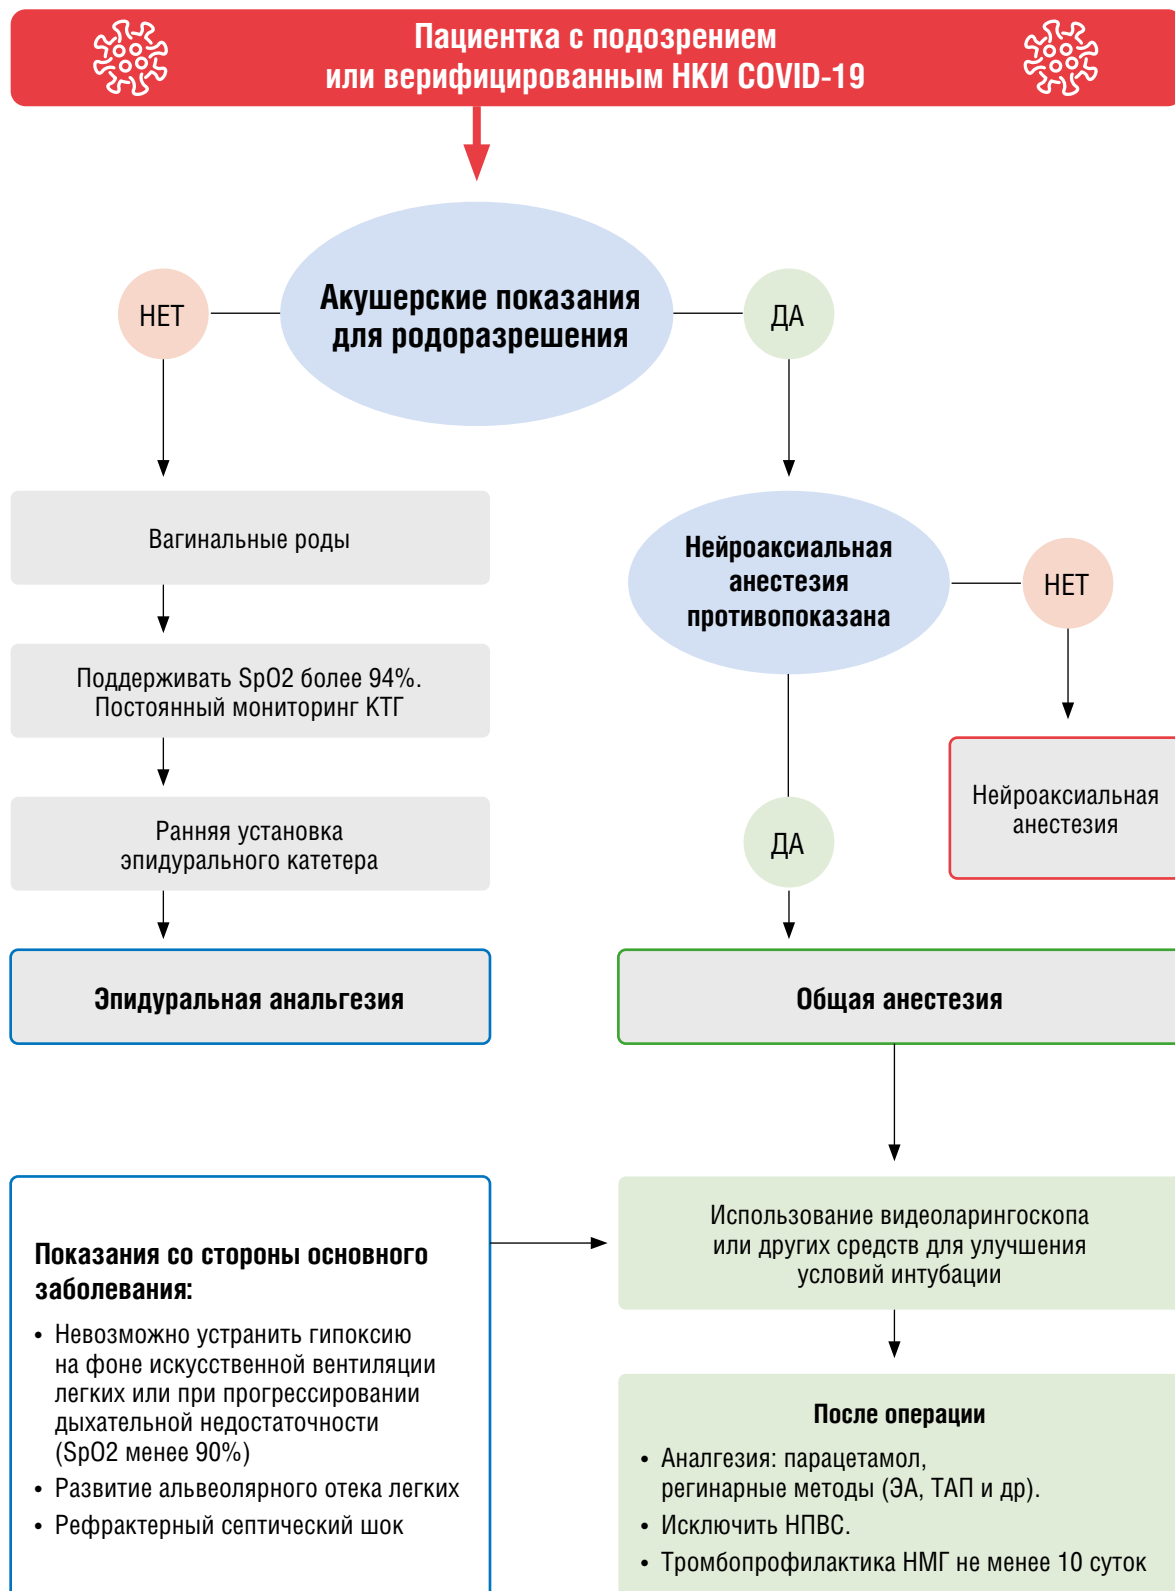 Пациентка с подозрением
или верифицированным НКИ COVID-19
Акушерские показания
для родоразрешения
НЕТ
ДА
Вагинальные роды
Поддерживать SpO2 более 94%.
Постоянный мониторинг КТГ
Ранняя установка
эпидурального катетера
Эпидуральная анальгезия
Нейроаксиальная
анестезия
противопоказана
НЕТ
Нейроаксиальная
анестезия
ДА
Общая анестезия
Показания со стороны основного
заболевания:
• Невозможно устранить гипоксию
на фоне искусственной вентиляции
легких или при прогрессировании
дыхательной недостаточности
(SpO2 менее 90%)
• Развитие альвеолярного отека легких
• Рефрактерный септический шок
Использование видеоларингоскопа
или других средств для улучшения
условий интубации
После операции
• Аналгезия: парацетамол,
регинарные методы (ЭА, ТАП и др).
• Исключить НПВС.
• Тромбопрофилактика НМГ не менее 10 суток